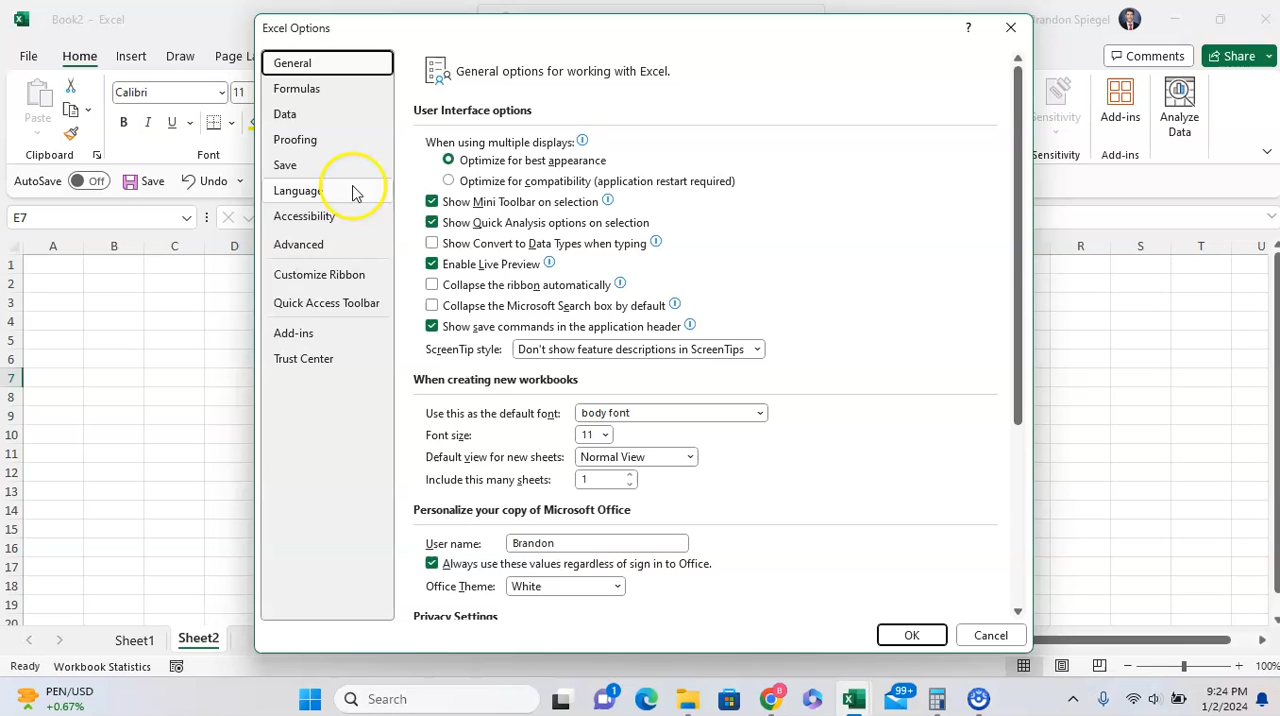 Book2
Excel Options
?
Brandon Spiegel
File
Home
Insert
Draw
Page La
Comments
Share
Clipboard
Calibri
11
B I U
Font
Sensitivity
Sensitivity
Add-ins
Add-ins
Analyze
Data
AutoSave Off
Save
Undo
E7
A B C D
S T U
1
2
3
4
5
6
7
8
9
10
11
12
13
14
15
16
17
18
19
20
General
Formulas
Data
Proofing
Save
Language
Accessibility
Advanced
Customize Ribbon
Quick Access Toolbar
Add-ins
Trust Center
General options for working with Excel.
User Interface options
When using multiple displays:
Optimize for best appearance
Optimize for compatibility (application restart required)
Show Mini Toolbar on selection
Show Quick Analysis options on selection
Show Convert to Data Types when typing
Enable Live Preview
Collapse the ribbon automatically
Collapse the Microsoft Search box by default
Show save commands in the application header
ScreenTip style: Don't show feature descriptions in ScreenTips
When creating new workbooks
Use this as the default font: body font
Font size: 11
Default view for new sheets: Normal View
Include this many sheets: 1
Personalize your copy of Microsoft Office
User name: Brandon
Always use these values regardless of sign in to Office.
Office Theme: White
Privacy Settings
OK
Cancel
Sheet1
Sheet2
Ready
Workbook Statistics
100%
PEN/USD
+0.67%
Search
1
99+
9:24 PM
1/2/2024